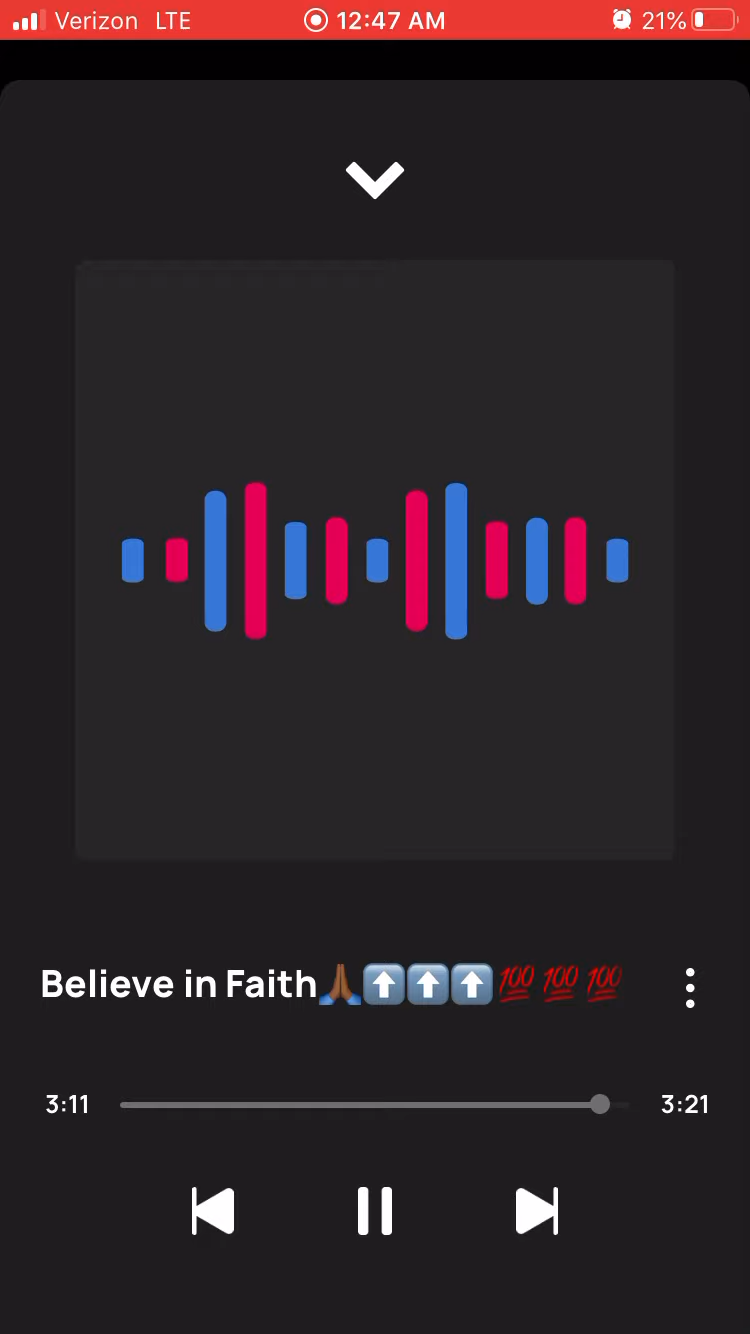 Verizon LTE 12:47 AM 21%
Believe in Faith🙏🏾⬆️⬆️⬆️💯💯💯
3:11 3:21